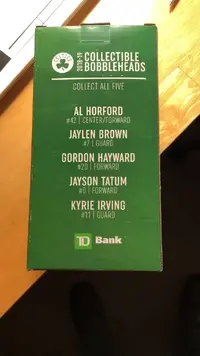 2018-19
COLLECTIBLE
BOBBLEHEADS
COLLECT ALL FIVE
AL HORFORD
#42 | CENTER/FORWARD
JAYLEN BROWN
#7 | GUARD
GORDON HAYWARD
#20 | FORWARD
JAYSON TATUM
#0 | FORWARD
KYRIE IRVING
#11 | GUARD
TD Bank